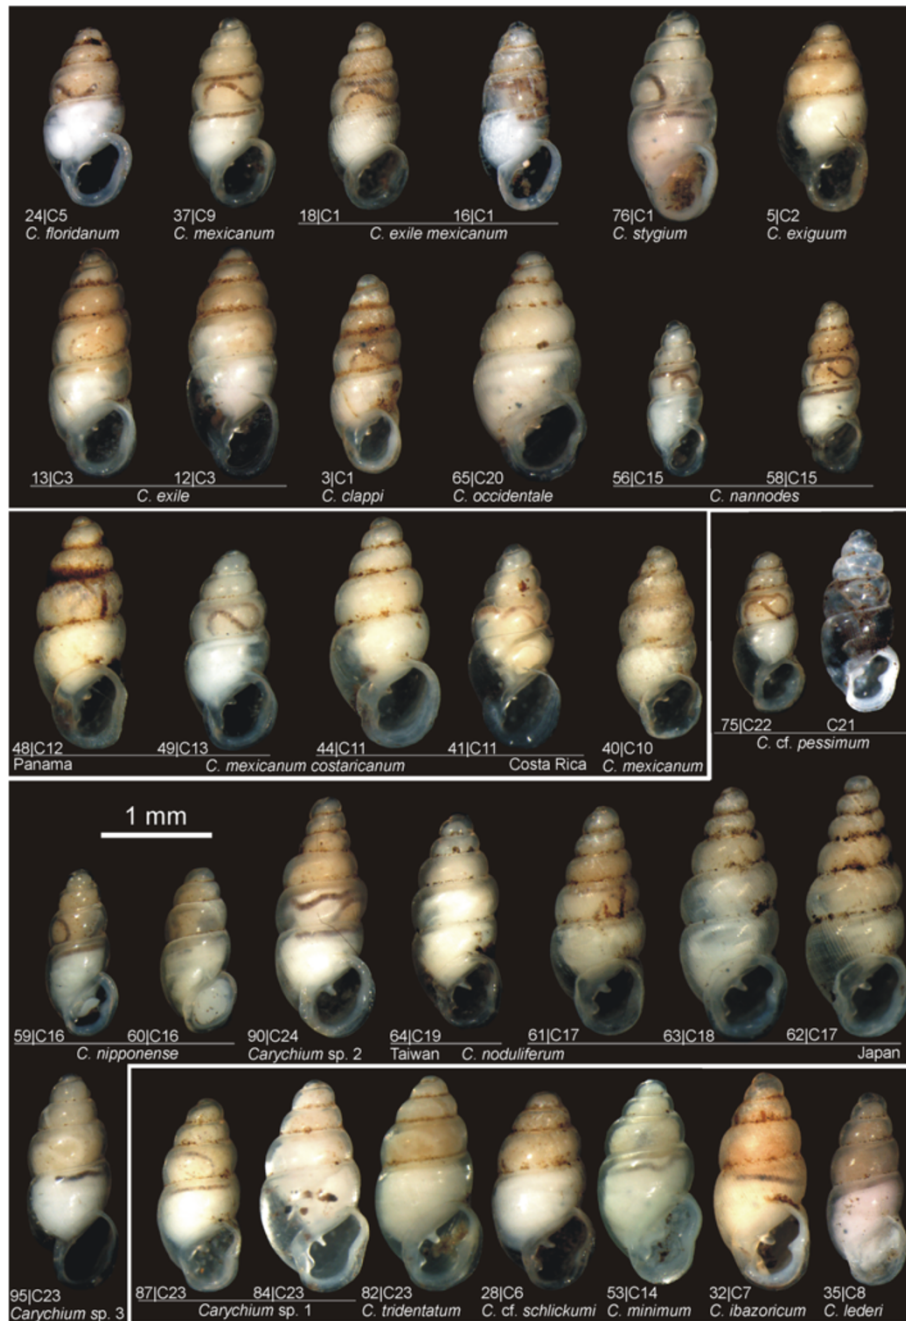 24|C5 37|C9 18|C1 16|C1 76|C1 5|C2
C. floridanum C. mexicanum C. exile mexicanum C. stygium C. exiguum
13|C3 12|C3 3|C1 65|C20 56|C15 58|C15
C. exile C. clappi C. occidentale C. nannodes
48|C12 49|C13 44|C11 41|C11 40|C10
Panama C. mexicanum costaricanum Costa Rica C. mexicanum
75|C22 C21
C. cf. pessimum
1 mm
59|C16 60|C16 90|C24 64|C19 61|C17 63|C18 62|C17
C. nipponense Carychium sp. 2 Taiwan C. noduliferum Japan
95|C23
Carychium sp. 3
87|C23 84|C23 82|C23 28|C6 53|C14 32|C7 35|C8
Carychium sp. 1 C. tridentatum C. cf. schlickumi C. minimum C. ibazoricum C. lederi